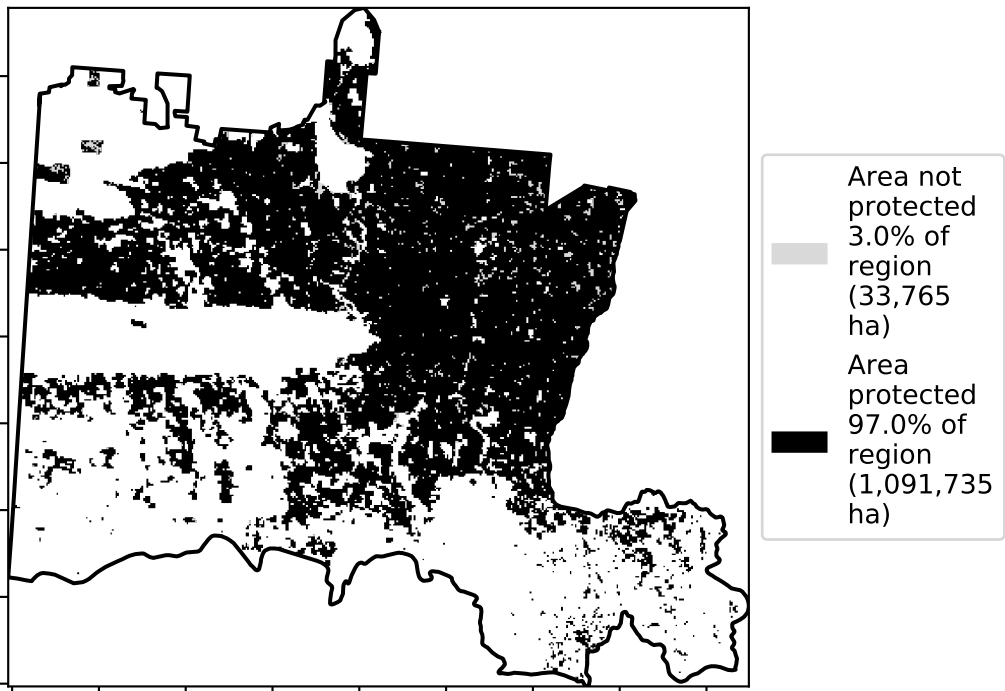 Area not
protected
3.0% of
region
(33,765
ha)
Area
protected
97.0% of
region
(1,091,735
ha)